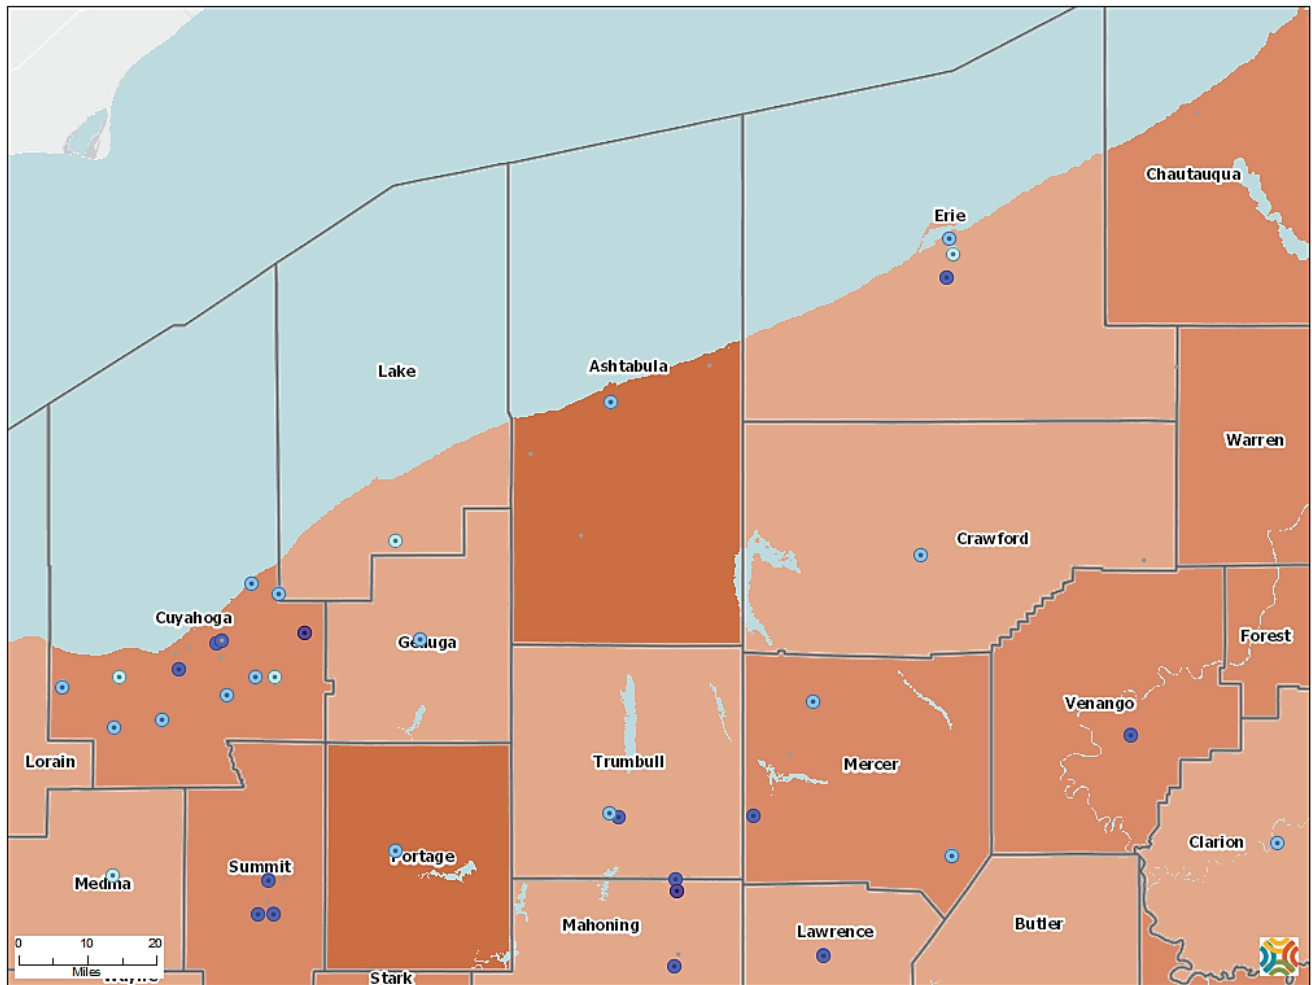 Chautauqua
Erie
Ashtabula
Lake
Warren
Crawford
Cuyahoga
Forest
Venango
Lorain
Trumbull
Mercer
Clarion
Portage
Summit
Medina
Butler
Mahoning
Lawrence
0 10 20
Miles
Stark